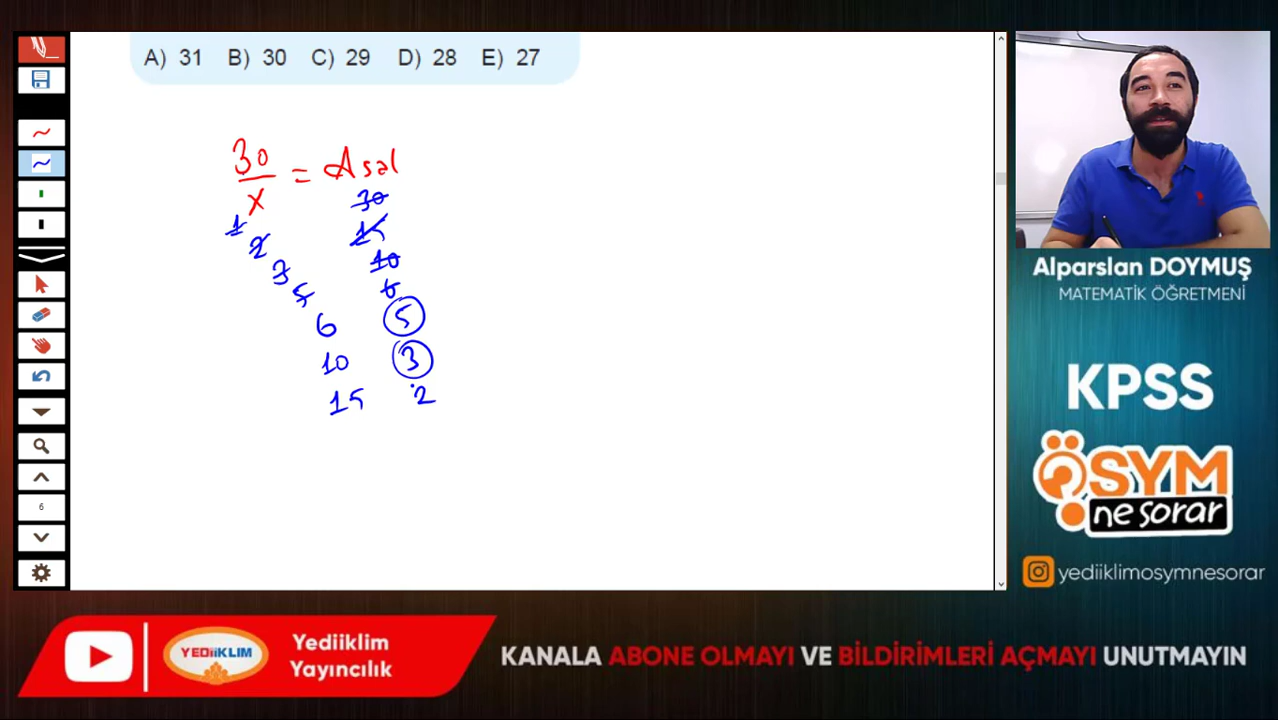 A) 31 B) 30 C) 29 D) 28 E) 27
30/x = Asal
1 30
2 15
3 10
5 6
6 5
10 3
15 2
6
Alparslan DOYMUŞ
MATEMATİK ÖĞRETMENİ
KPSS
ÖSYM
ne sorar
yediiklimosymnesorar
YEDiiKLIM
Yediiklim
Yayıncılık
KANALA ABONE OLMAYI VE BİLDİRİMLERİ AÇMAYI UNUTMAYIN